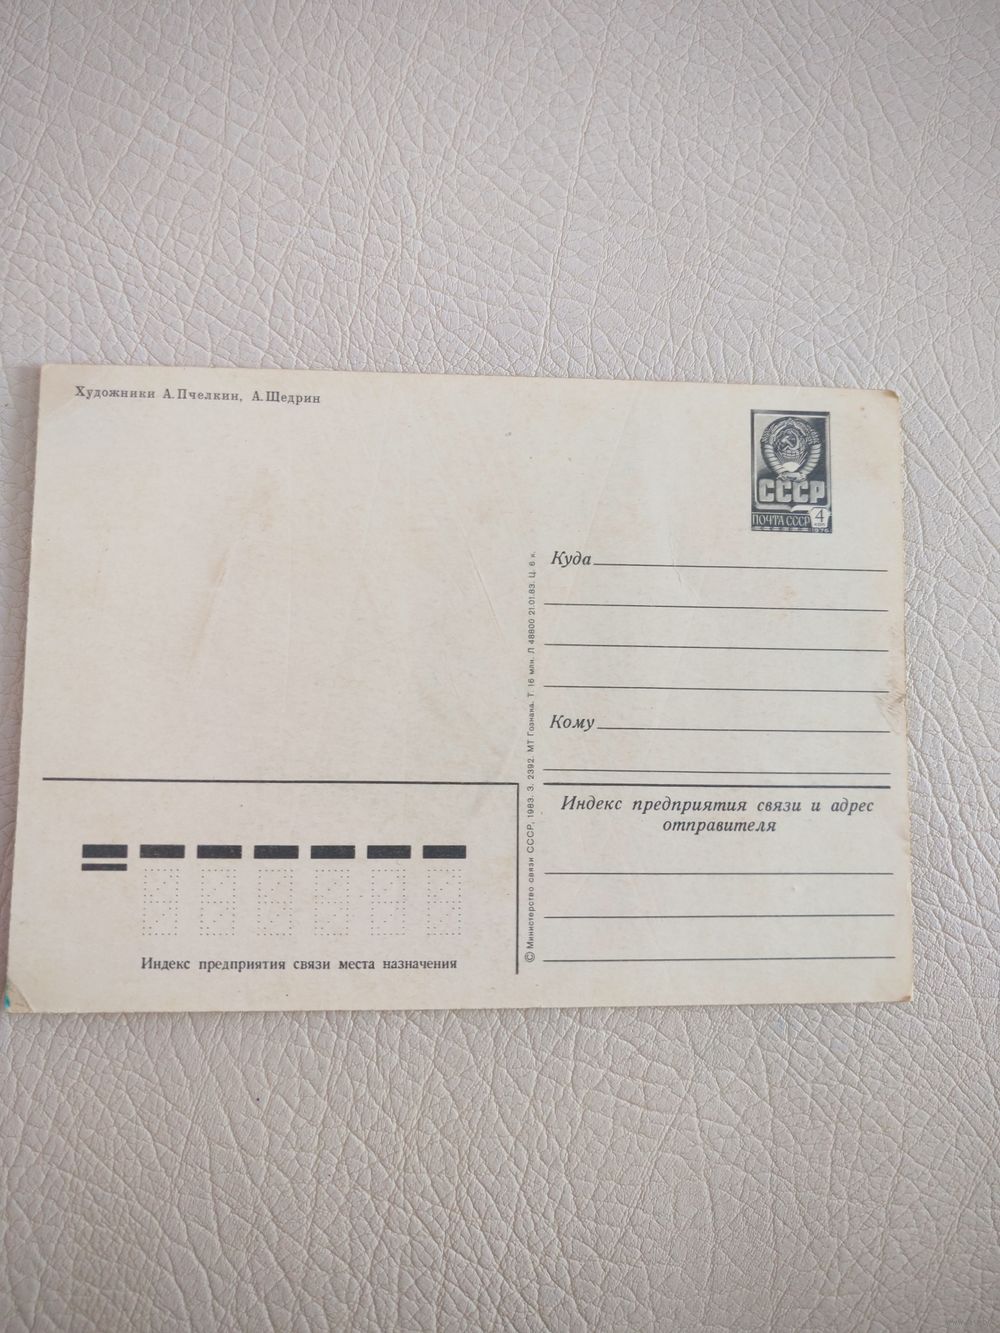 Художники А.Пчелкин, А.Щедрин
СССР
ПОЧТА СССР 4
КОП
1976
Куда
Кому
Индекс предприятия связи и адрес
отправителя
© Министерство связи СССР, 1983. З. 2392. МТ Гознака. Т. 16 млн. Л 48800 21.01.83. Ц. 6 к.
Индекс предприятия связи места назначения